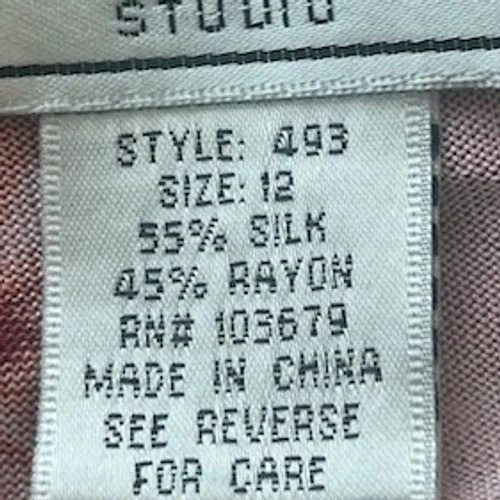 STUDIO
STYLE: 493
SIZE: 12
55% SILK
45% RAYON
RN# 103679
MADE IN CHINA
SEE REVERSE
FOR CARE